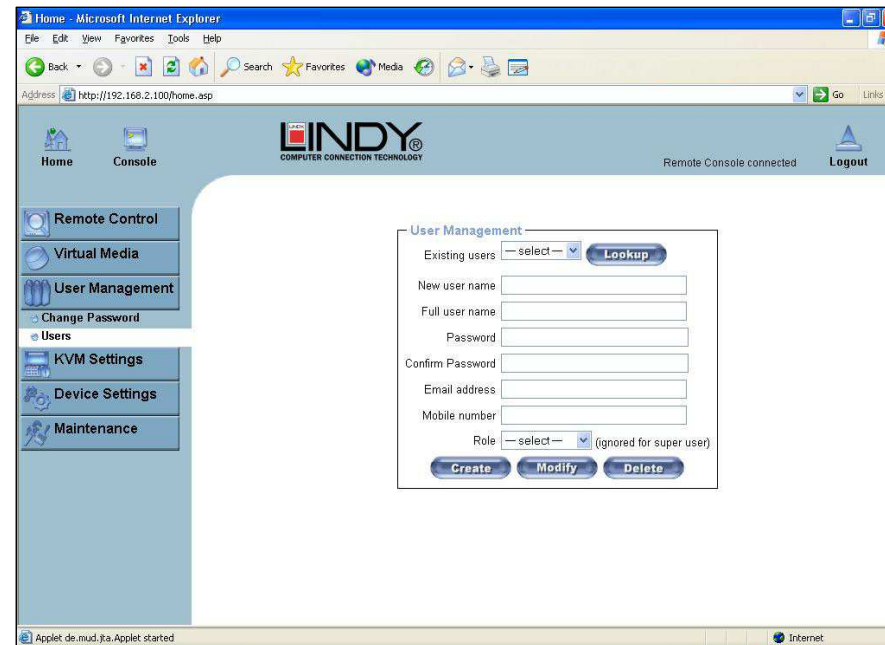 Home - Microsoft Internet Explorer
File Edit View Favorites Tools Help
Back Search Favorites Media
Address http://192.168.2.100/home.asp Go Links
Home Console
LINDY®
COMPUTER CONNECTION TECHNOLOGY
Remote Console connected Logout
Remote Control
Virtual Media
User Management
Change Password
Users
KVM Settings
Device Settings
Maintenance
User Management
Existing users — select — Lookup
New user name
Full user name
Password
Confirm Password
Email address
Mobile number
Role — select — (ignored for super user)
Create Modify Delete
Applet de.mud.jta.Applet started Internet